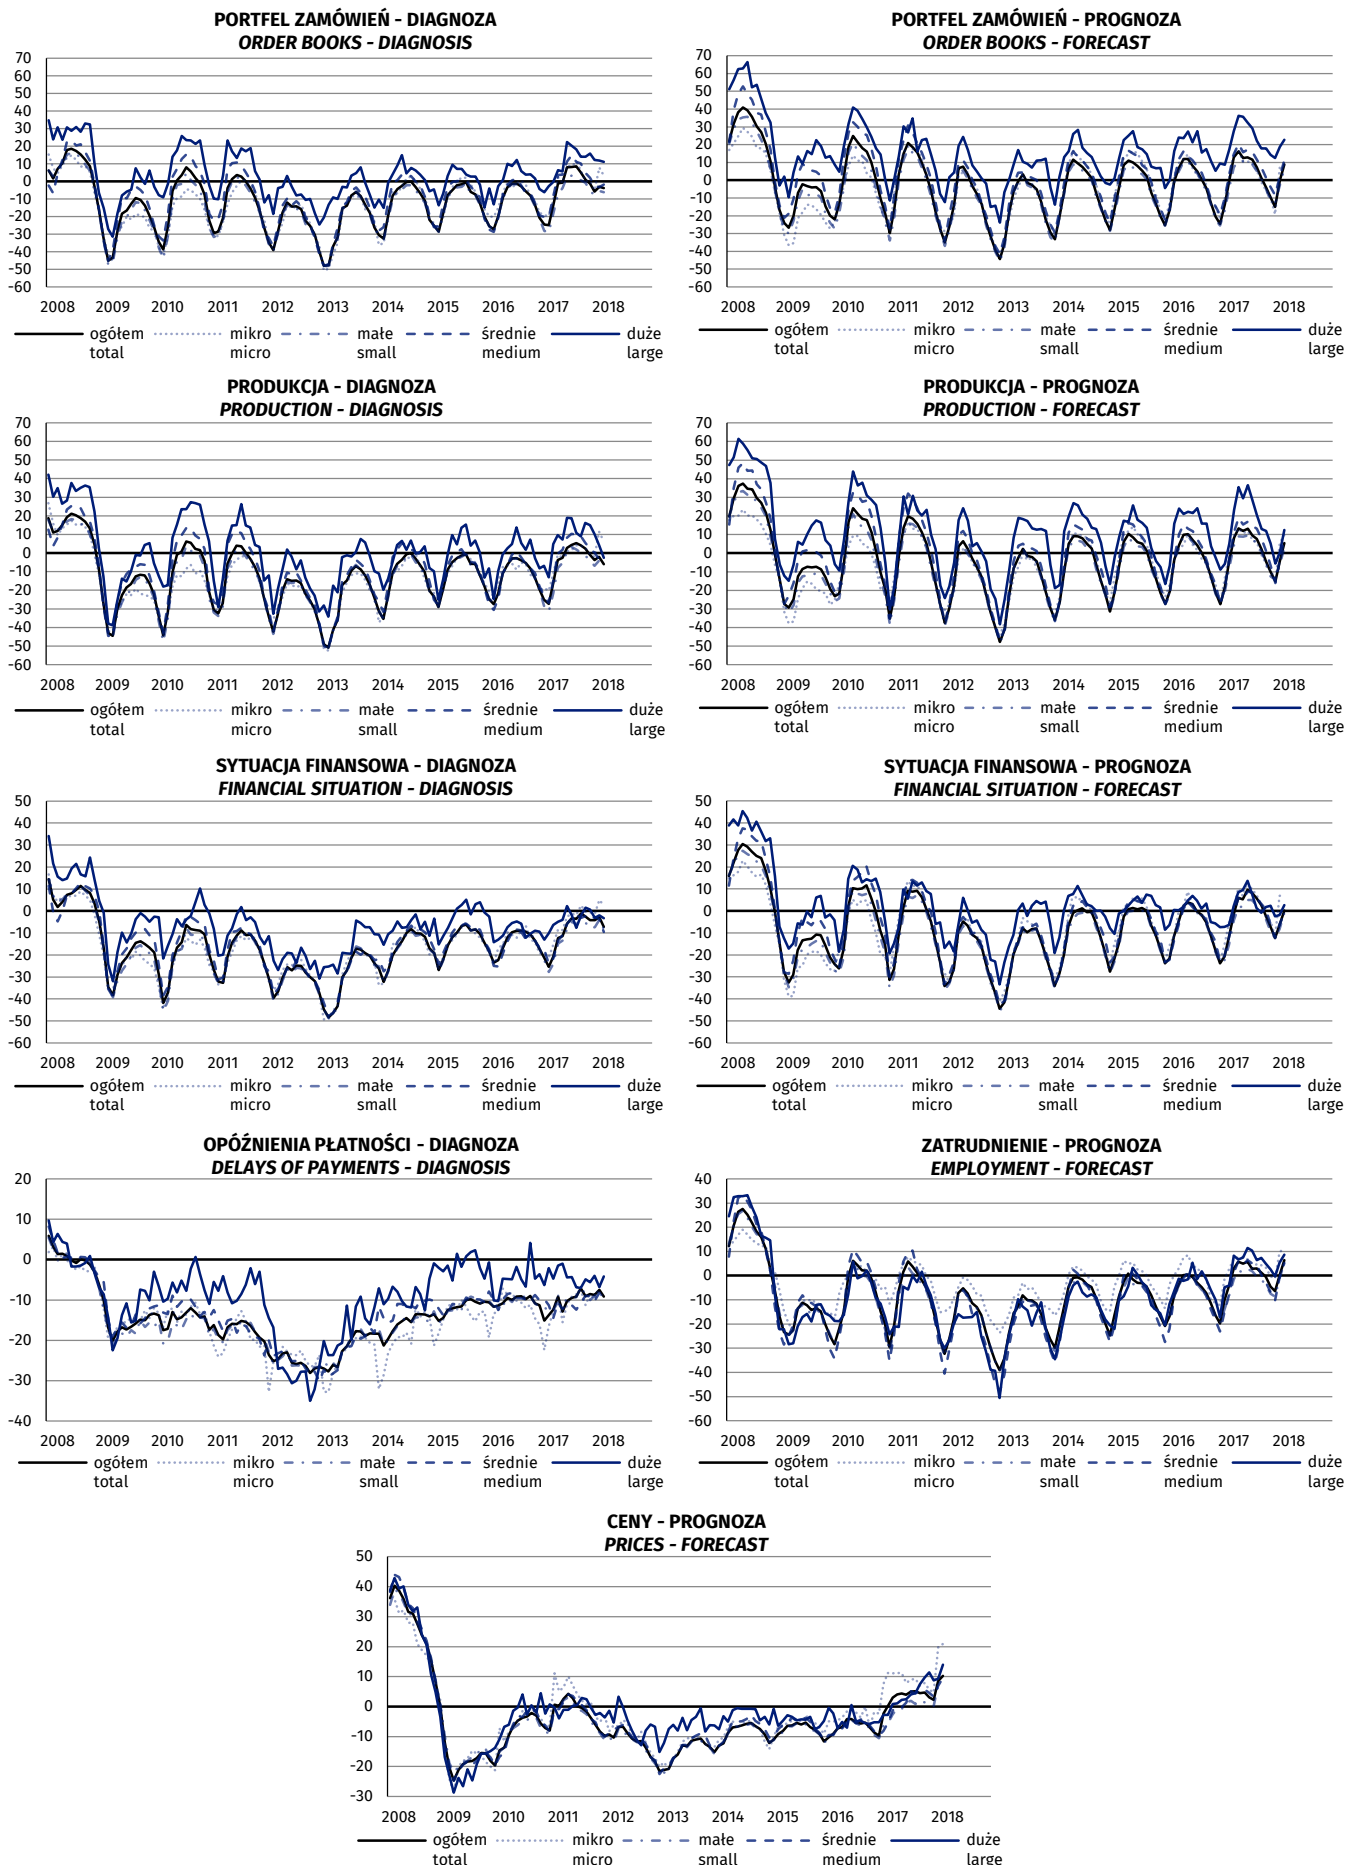 PORTFEL ZAMÓWIEŃ - DIAGNOZA
ORDER BOOKS - DIAGNOSIS
70
60
50
40
30
20
10
0
-10
-20
-30
-40
-50
-60
2008 2009 2010 2011 2012 2013 2014 2015 2016 2017 2018
ogółem mikro małe średnie duże
total micro small medium large
PORTFEL ZAMÓWIEŃ - PROGNOZA
ORDER BOOKS - FORECAST
70
60
50
40
30
20
10
0
-10
-20
-30
-40
-50
-60
2008 2009 2010 2011 2012 2013 2014 2015 2016 2017 2018
ogółem mikro małe średnie duże
total micro small medium large
PRODUKCJA - DIAGNOZA
PRODUCTION - DIAGNOSIS
70
60
50
40
30
20
10
0
-10
-20
-30
-40
-50
-60
2008 2009 2010 2011 2012 2013 2014 2015 2016 2017 2018
ogółem mikro małe średnie duże
total micro small medium large
PRODUKCJA - PROGNOZA
PRODUCTION - FORECAST
70
60
50
40
30
20
10
0
-10
-20
-30
-40
-50
-60
2008 2009 2010 2011 2012 2013 2014 2015 2016 2017 2018
ogółem mikro małe średnie duże
total micro small medium large
SYTUACJA FINANSOWA - DIAGNOZA
FINANCIAL SITUATION - DIAGNOSIS
50
40
30
20
10
0
-10
-20
-30
-40
-50
-60
2008 2009 2010 2011 2012 2013 2014 2015 2016 2017 2018
ogółem mikro małe średnie duże
total micro small medium large
SYTUACJA FINANSOWA - PROGNOZA
FINANCIAL SITUATION - FORECAST
50
40
30
20
10
0
-10
-20
-30
-40
-50
-60
2008 2009 2010 2011 2012 2013 2014 2015 2016 2017 2018
ogółem mikro małe średnie duże
total micro small medium large
OPÓŹNIENIA PŁATNOŚCI - DIAGNOZA
DELAYS OF PAYMENTS - DIAGNOSIS
20
10
0
-10
-20
-30
-40
2008 2009 2010 2011 2012 2013 2014 2015 2016 2017 2018
ogółem mikro małe średnie duże
total micro small medium large
ZATRUDNIENIE - PROGNOZA
EMPLOYMENT - FORECAST
40
30
20
10
0
-10
-20
-30
-40
-50
-60
2008 2009 2010 2011 2012 2013 2014 2015 2016 2017 2018
ogółem mikro małe średnie duże
total micro small medium large
CENY - PROGNOZA
PRICES - FORECAST
50
40
30
20
10
0
-10
-20
-30
2008 2009 2010 2011 2012 2013 2014 2015 2016 2017 2018
ogółem mikro małe średnie duże
total micro small medium large